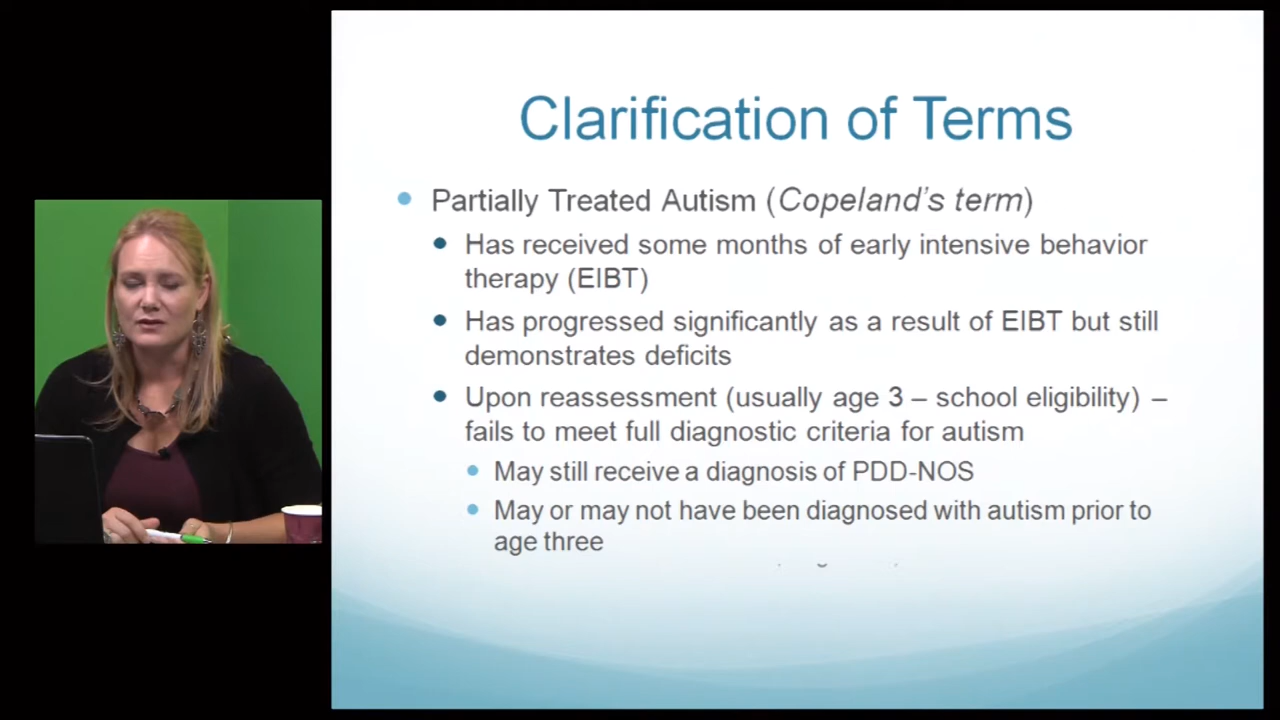 Clarification of Terms
Partially Treated Autism (Copeland's term)
Has received some months of early intensive behavior
therapy (EIBT)
Has progressed significantly as a result of EIBT but still
demonstrates deficits
Upon reassessment (usually age 3 – school eligibility) –
fails to meet full diagnostic criteria for autism
May still receive a diagnosis of PDD-NOS
May or may not have been diagnosed with autism prior to
age three